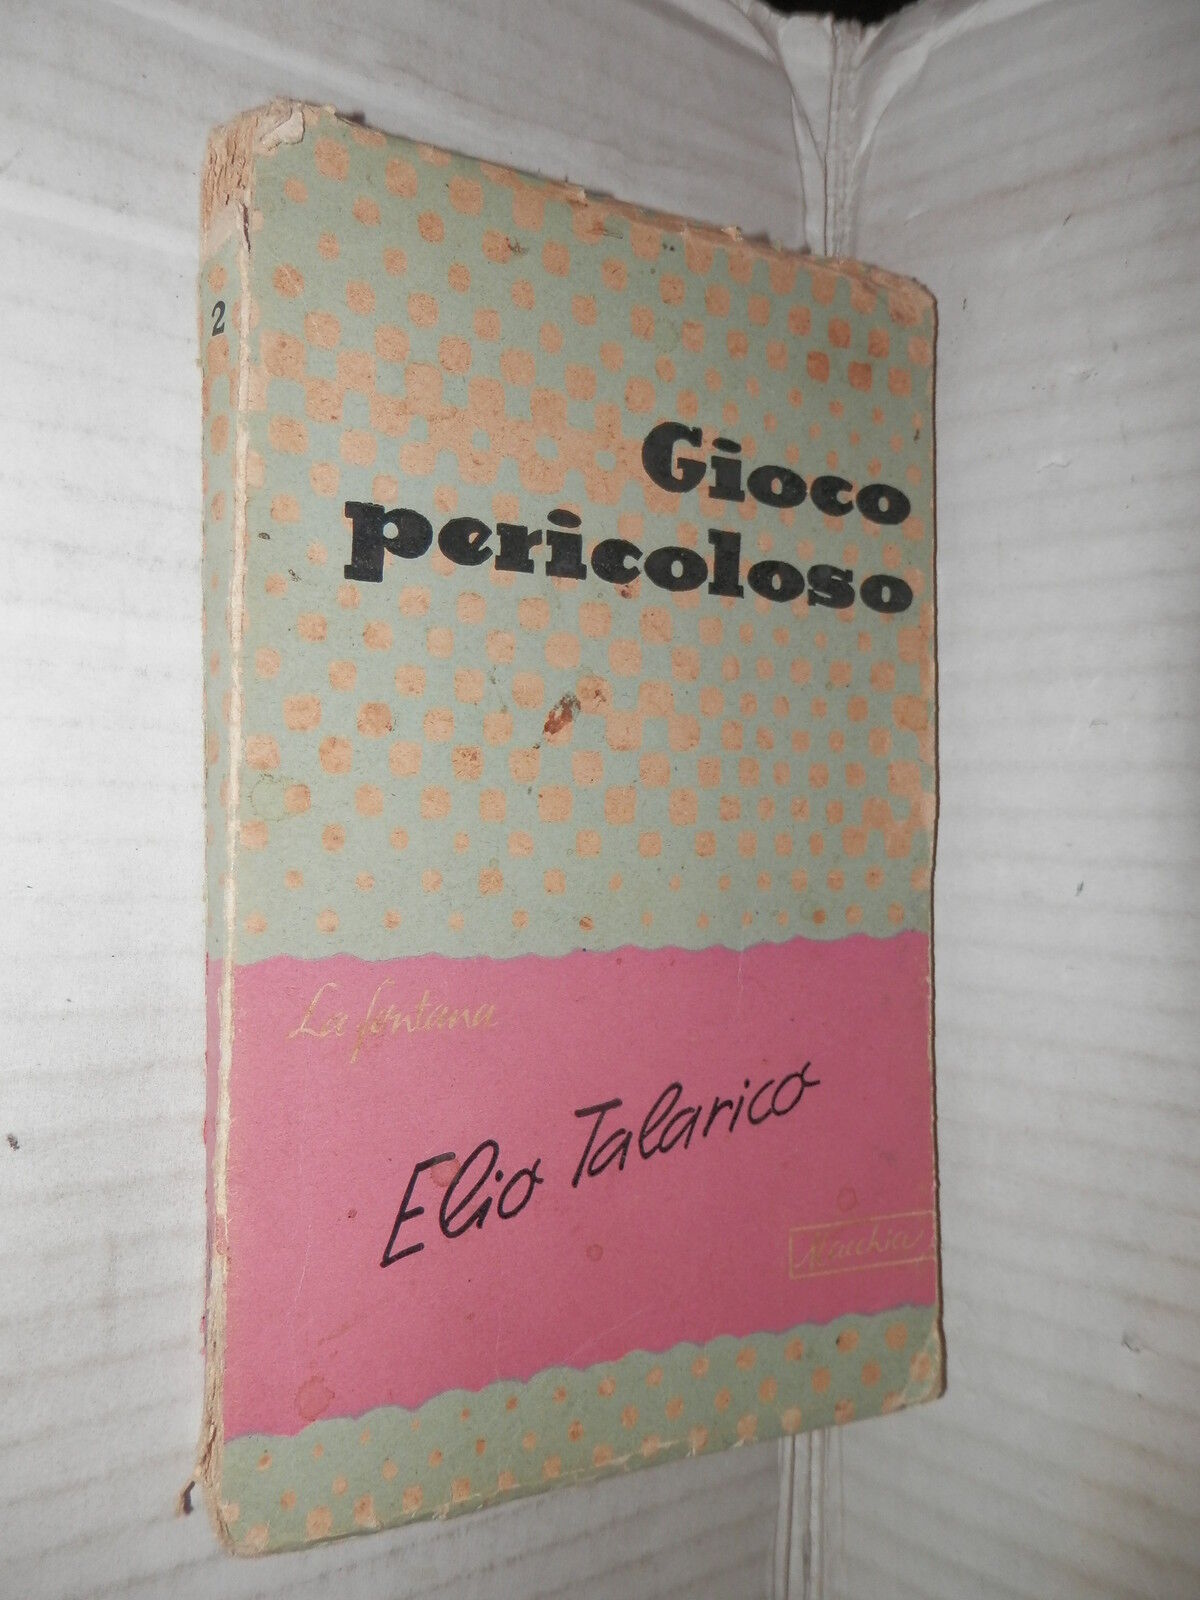 2
Gioco
pericoloso
La fontana
Elio Talarico
Macchia